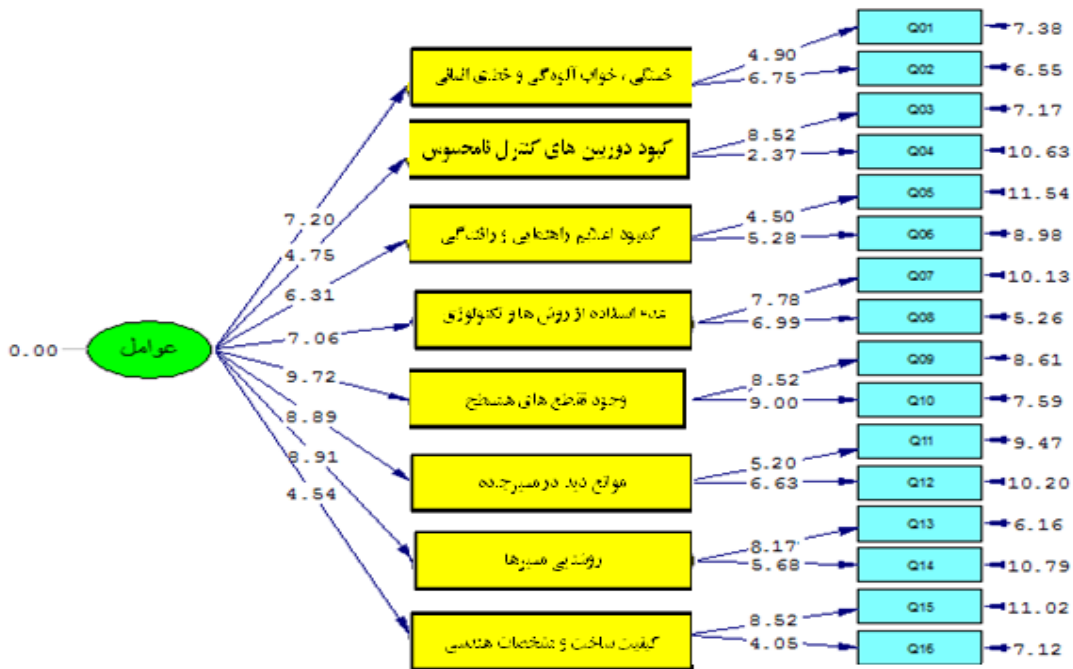 0.00
عوامل
7.20
4.75
6.31
7.06
9.72
8.89
8.91
4.54
خستگی ، خواب آلودگی و خطای انسانی
کبود دوربین های کنترل نامحسوس
کمبود علایم راهنمایی و رانندگی
عدم استفاده از روش ها و تکنولوژی
وجود تقاطع های همسطح
موانع دید در مسیر جاده
روشنایی مسیرها
کیفیت ساخت و مشخصات هندسی
4.90 Q01 7.38
6.75 Q02 6.55
8.52 Q03 7.17
2.37 Q04 10.63
4.50 Q05 11.54
5.28 Q06 8.98
7.78 Q07 10.13
6.99 Q08 5.26
8.52 Q09 8.61
9.00 Q10 7.59
5.20 Q11 9.47
6.63 Q12 10.20
8.17 Q13 6.16
5.68 Q14 10.79
8.52 Q15 11.02
4.05 Q16 7.12